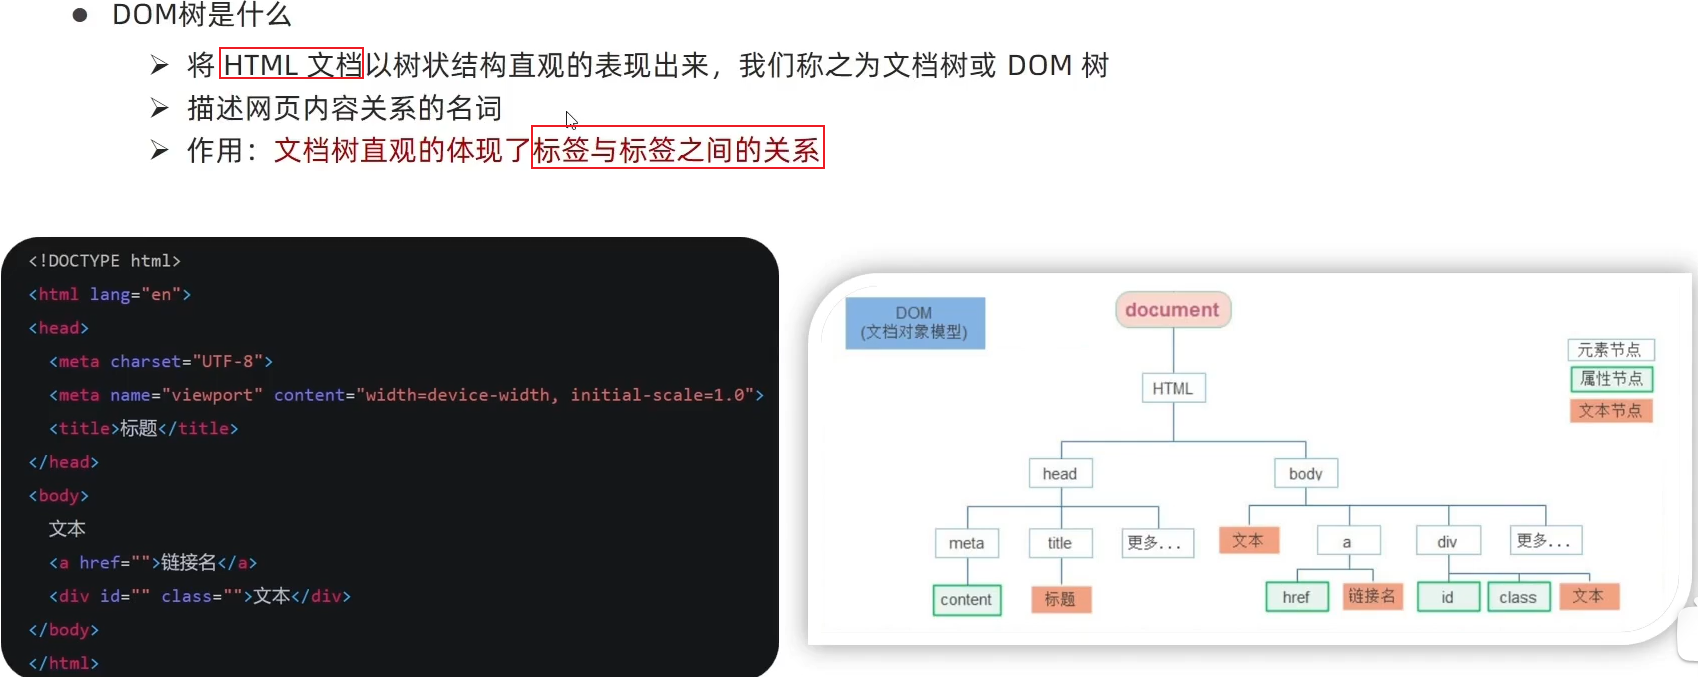 DOM树是什么
将 HTML 文档以树状结构直观的表现出来，我们称之为文档树或 DOM 树
描述网页内容关系的名词
作用：文档树直观的体现了标签与标签之间的关系
<!DOCTYPE html>
<html lang="en">
<head>
<meta charset="UTF-8">
<meta name="viewport" content="width=device-width, initial-scale=1.0">
<title>标题</title>
</head>
<body>
文本
<a href="">链接名</a>
<div id="" class="">文本</div>
</body>
</html>
DOM
(文档对象模型)
document
元素节点
属性节点
文本节点
HTML
head
body
meta
title
更多...
文本
a
div
更多...
content
标题
href
链接名
id
class
文本